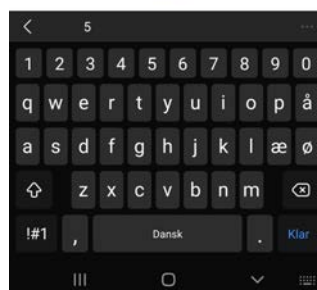 5
1 2 3 4 5 6 7 8 9 0
q w e r t y u i o p å
a s d f g h j k l æ ø
z x c v b n m
!#1 , Dansk . Klar